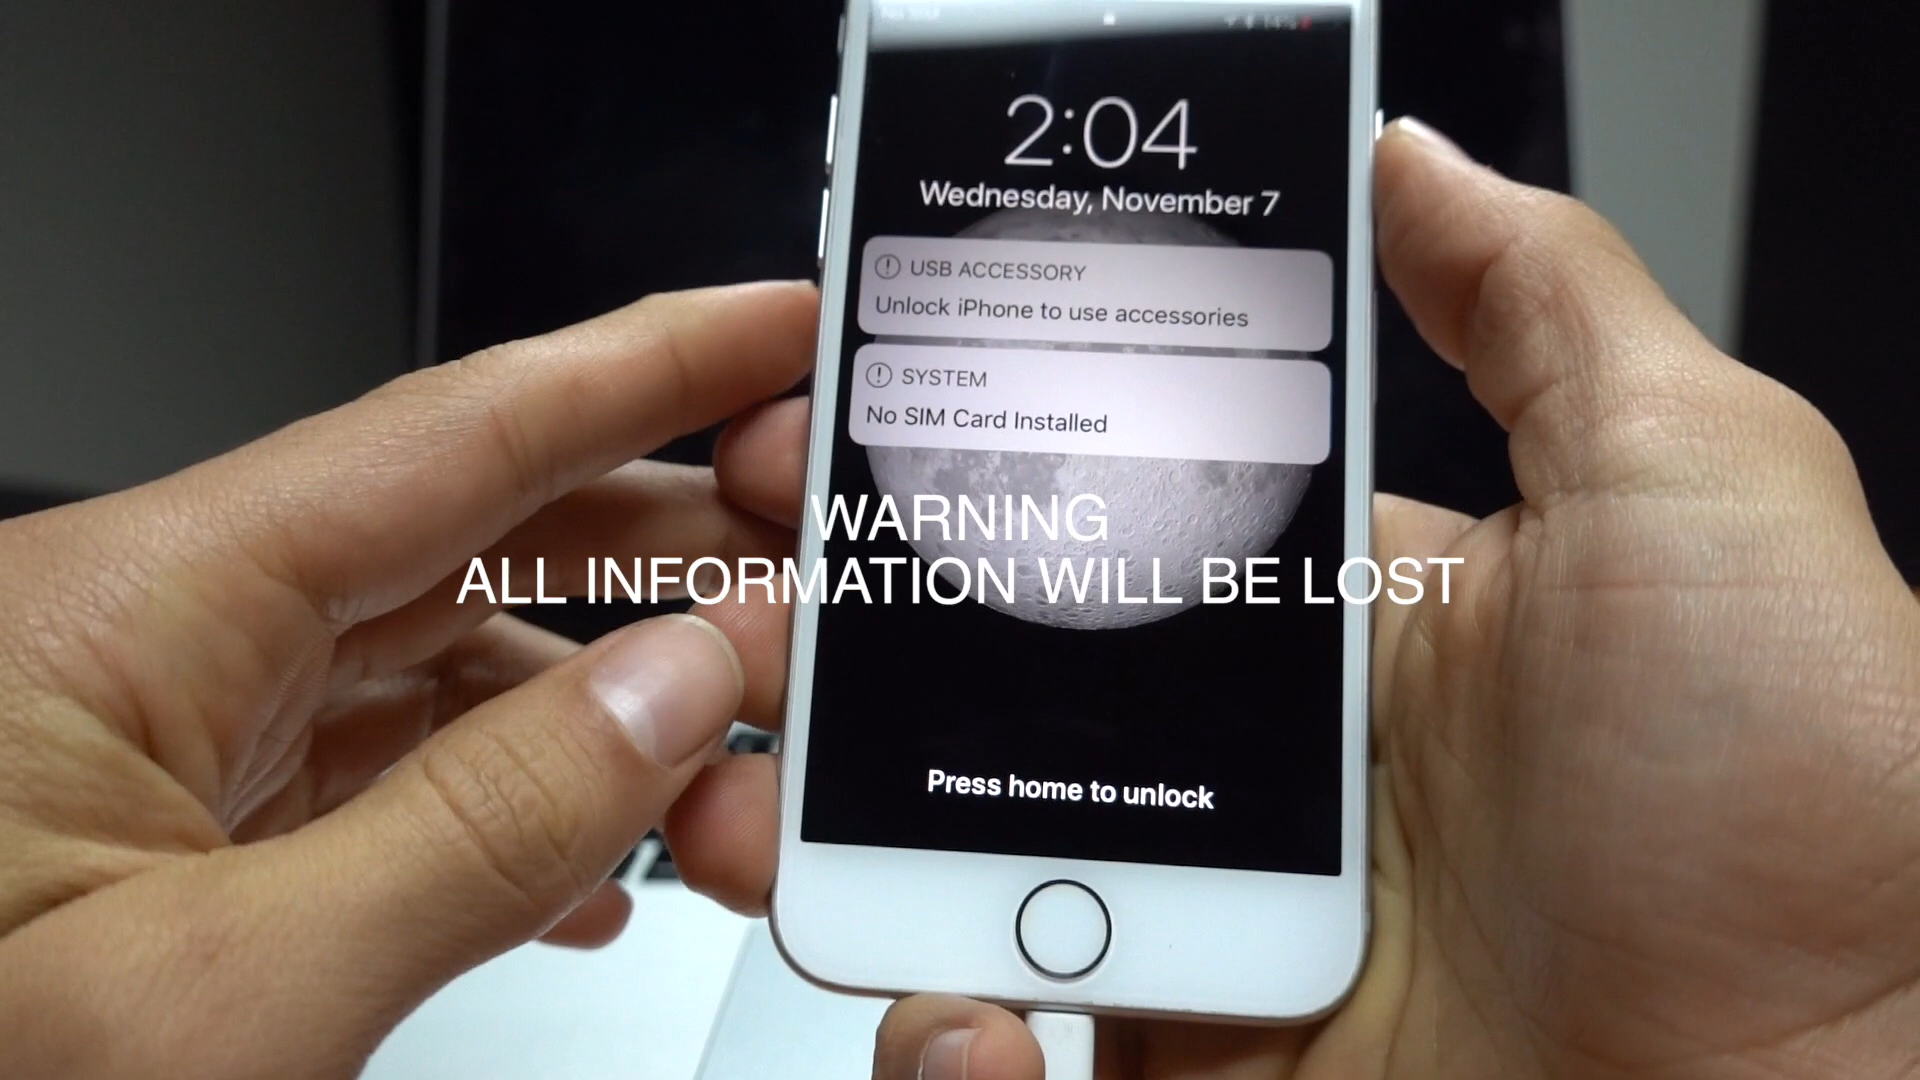 2:04
Wednesday, November 7
USB ACCESSORY
Unlock iPhone to use accessories
SYSTEM
No SIM Card Installed
WARNING
ALL INFORMATION WILL BE LOST
Press home to unlock